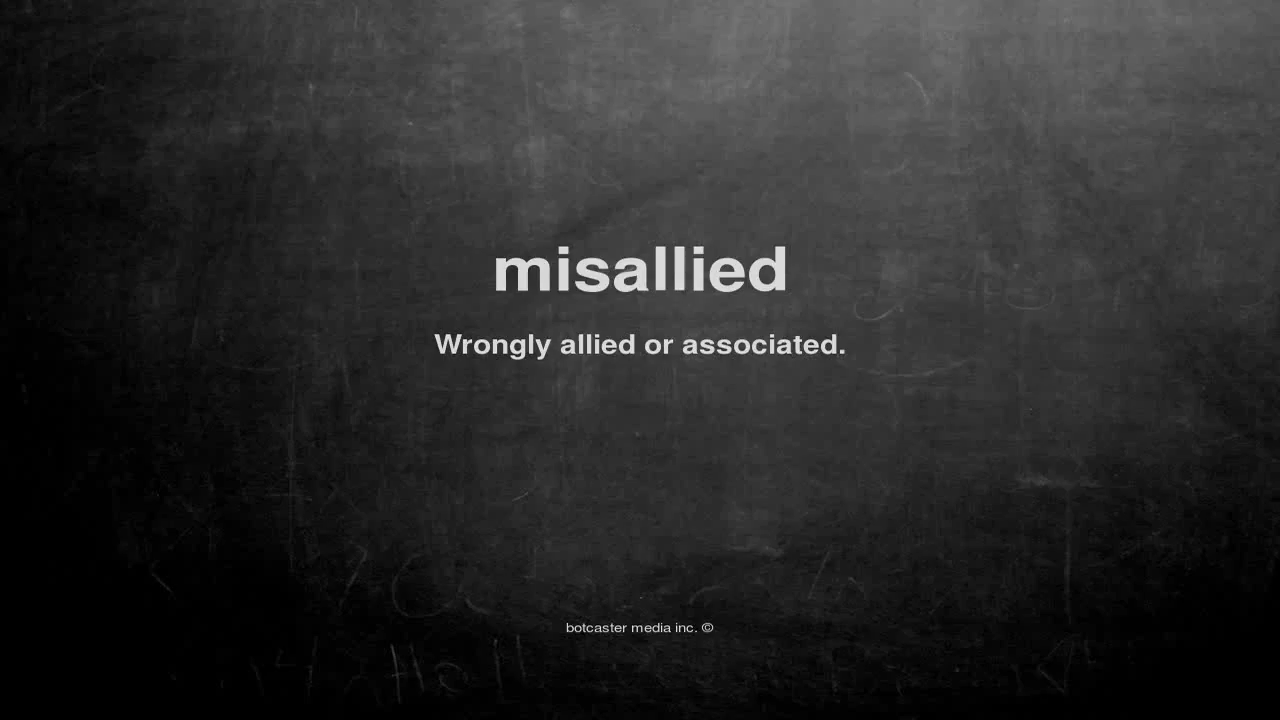 misallied
Wrongly allied or associated.
botcaster media inc. ©